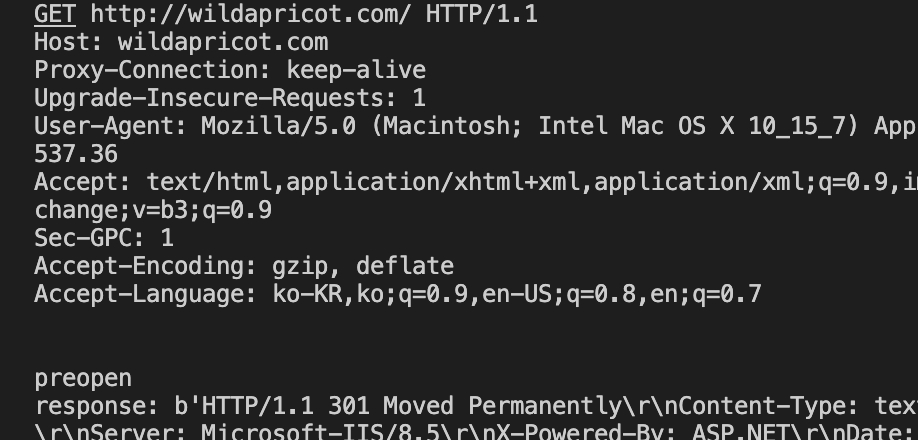 GET http://wildapricot.com/ HTTP/1.1
Host: wildapricot.com
Proxy-Connection: keep-alive
Upgrade-Insecure-Requests: 1
User-Agent: Mozilla/5.0 (Macintosh; Intel Mac OS X 10_15_7) App
537.36
Accept: text/html,application/xhtml+xml,application/xml;q=0.9,i
change;v=b3;q=0.9
Sec-GPC: 1
Accept-Encoding: gzip, deflate
Accept-Language: ko-KR,ko;q=0.9,en-US;q=0.8,en;q=0.7
preopen
response: b'HTTP/1.1 301 Moved Permanently\r\nContent-Type: tex
\r\nServer: Microsoft-IIS/8.5\r\nX-Powered-By: ASP.NET\r\nDate: